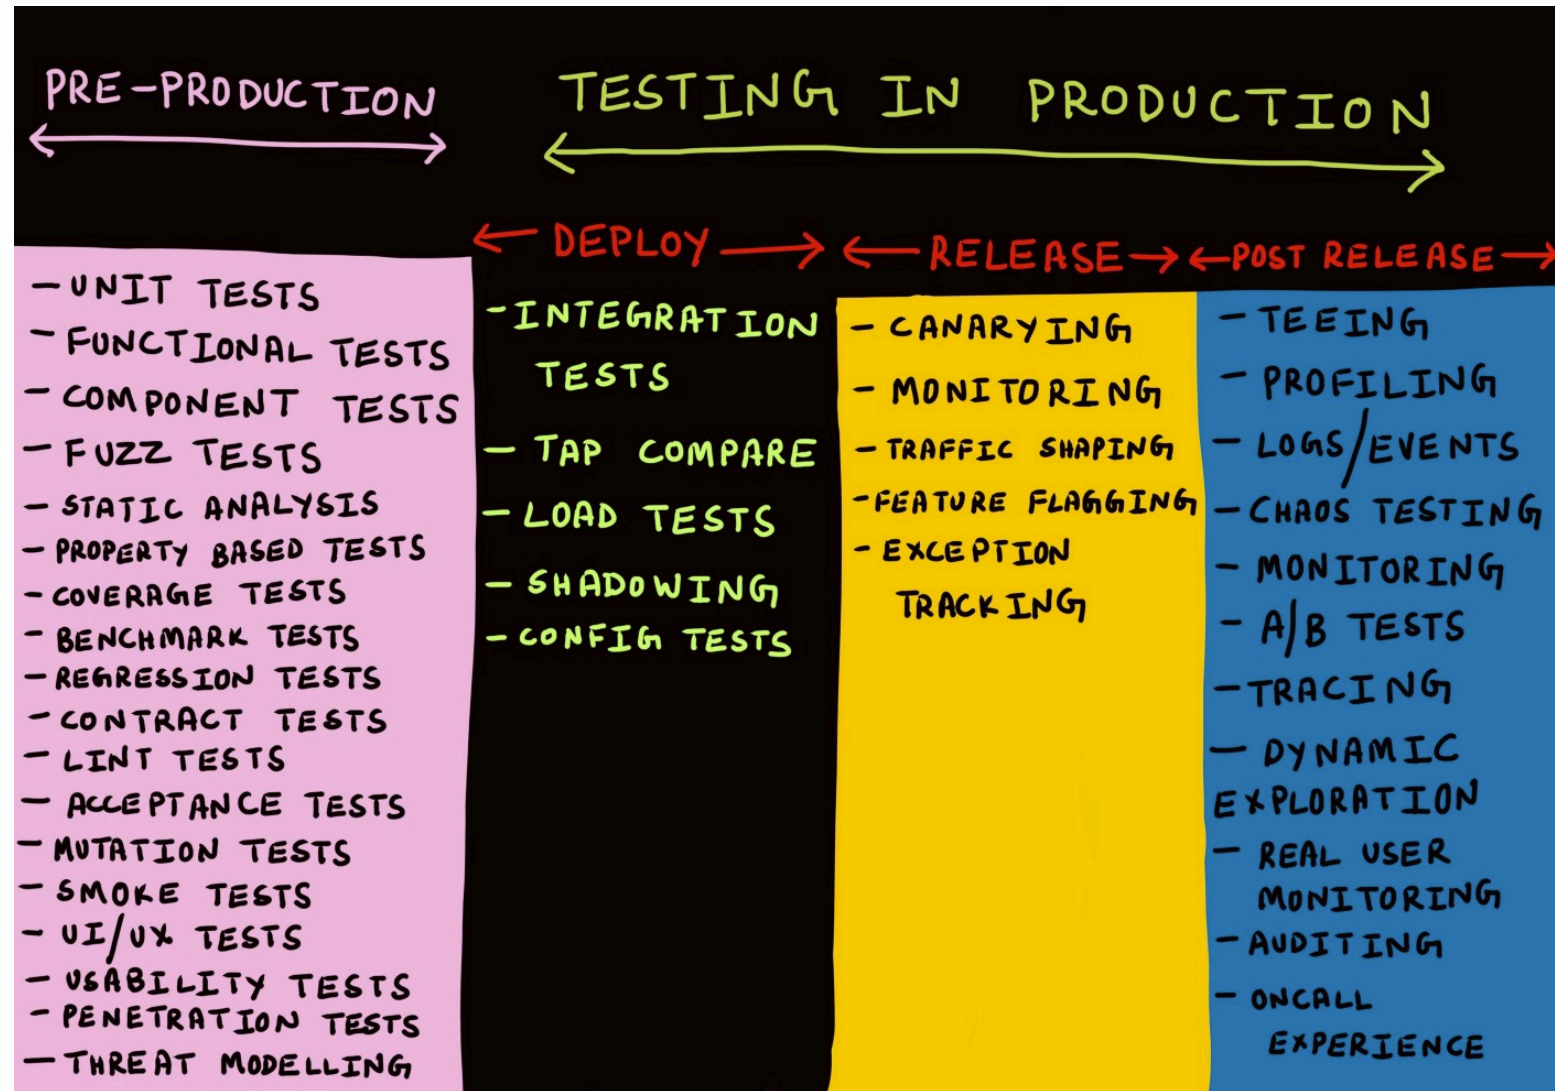 PRE-PRODUCTION
TESTING IN PRODUCTION
DEPLOY
RELEASE
POST RELEASE
- UNIT TESTS
- FUNCTIONAL TESTS
- COMPONENT TESTS
- FUZZ TESTS
- STATIC ANALYSIS
- PROPERTY BASED TESTS
- COVERAGE TESTS
- BENCHMARK TESTS
- REGRESSION TESTS
- CONTRACT TESTS
- LINT TESTS
- ACCEPTANCE TESTS
- MUTATION TESTS
- SMOKE TESTS
- UI/UX TESTS
- USABILITY TESTS
- PENETRATION TESTS
- THREAT MODELLING
- INTEGRATION
TESTS
- TAP COMPARE
- LOAD TESTS
- SHADOWING
- CONFIG TESTS
- CANARYING
- MONITORING
- TRAFFIC SHAPING
- FEATURE FLAGGING
- EXCEPTION
TRACKING
- TEEING
- PROFILING
- LOGS/EVENTS
- CHAOS TESTING
- MONITORING
- A/B TESTS
- TRACING
- DYNAMIC
EXPLORATION
- REAL USER
MONITORING
- AUDITING
- ONCALL
EXPERIENCE